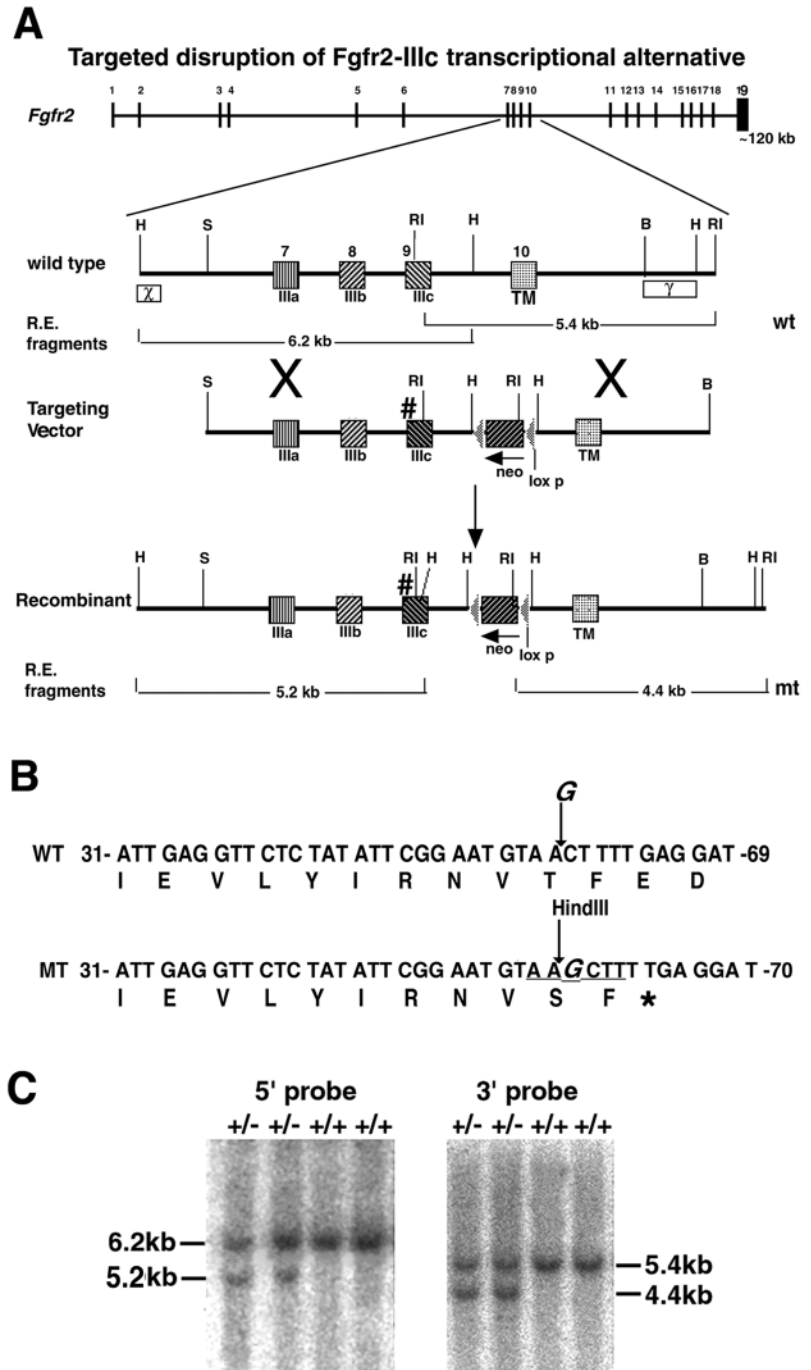 A
Targeted disruption of Fgfr2-IIIc transcriptional alternative
1 2 3 4 5 6 7 8 9 10 11 12 13 14 15 16 17 18 19
Fgfr2
~120 kb
H S RI H B H RI
7 8 9 10
wild type
IIIa IIIb IIIc TM
χ γ
R.E. fragments
5.4 kb
wt
6.2 kb
X X
S RI H RI H B
#
Targeting Vector
IIIa IIIb IIIc TM
neo
lox p
H S RI H H RI H B H RI
#
Recombinant
IIIa IIIb IIIc TM
neo
lox p
R.E. fragments
5.2 kb
4.4 kb
mt
B
G
WT 31- ATT GAG GTT CTC TAT ATT CGG AAT GTA ACT TTT GAG GAT -69
I E V L Y I R N V T F E D
HindIII
MT 31- ATT GAG GTT CTC TAT ATT CGG AAT GTA AGC TTT TGA GGA T -70
I E V L Y I R N V S F *
C
5' probe
+/- +/- +/+ +/+
6.2kb
5.2kb
3' probe
+/- +/- +/+ +/+
5.4kb
4.4kb